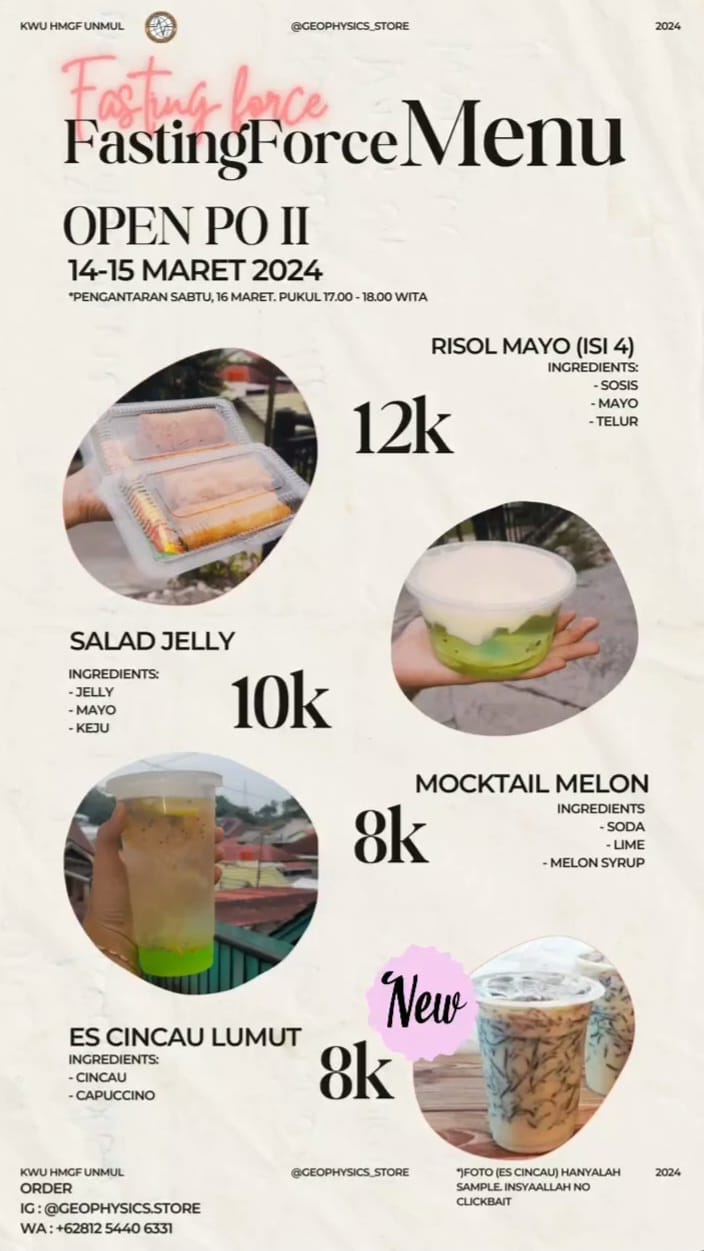 KWU HMGF UNMUL
@GEOPHYSICS_STORE
2024
Fasting force
FastingForce Menu
OPEN PO II
14-15 MARET 2024
*PENGANTARAN SABTU, 16 MARET. PUKUL 17.00 - 18.00 WITA
RISOL MAYO (ISI 4)
INGREDIENTS:
- SOSIS
- MAYO
- TELUR
12k
SALAD JELLY
INGREDIENTS:
- JELLY
- MAYO
- KEJU
10k
MOCKTAIL MELON
INGREDIENTS
- SODA
- LIME
- MELON SYRUP
8k
New
ES CINCAU LUMUT
INGREDIENTS:
- CINCAU
- CAPUCCINO
8k
KWU HMGF UNMUL
ORDER
IG : @GEOPHYSICS.STORE
WA : +62812 5440 6331
@GEOPHYSICS_STORE
*)FOTO (ES CINCAU) HANYALAH
SAMPLE. INSYAALLAH NO
CLICKBAIT
2024